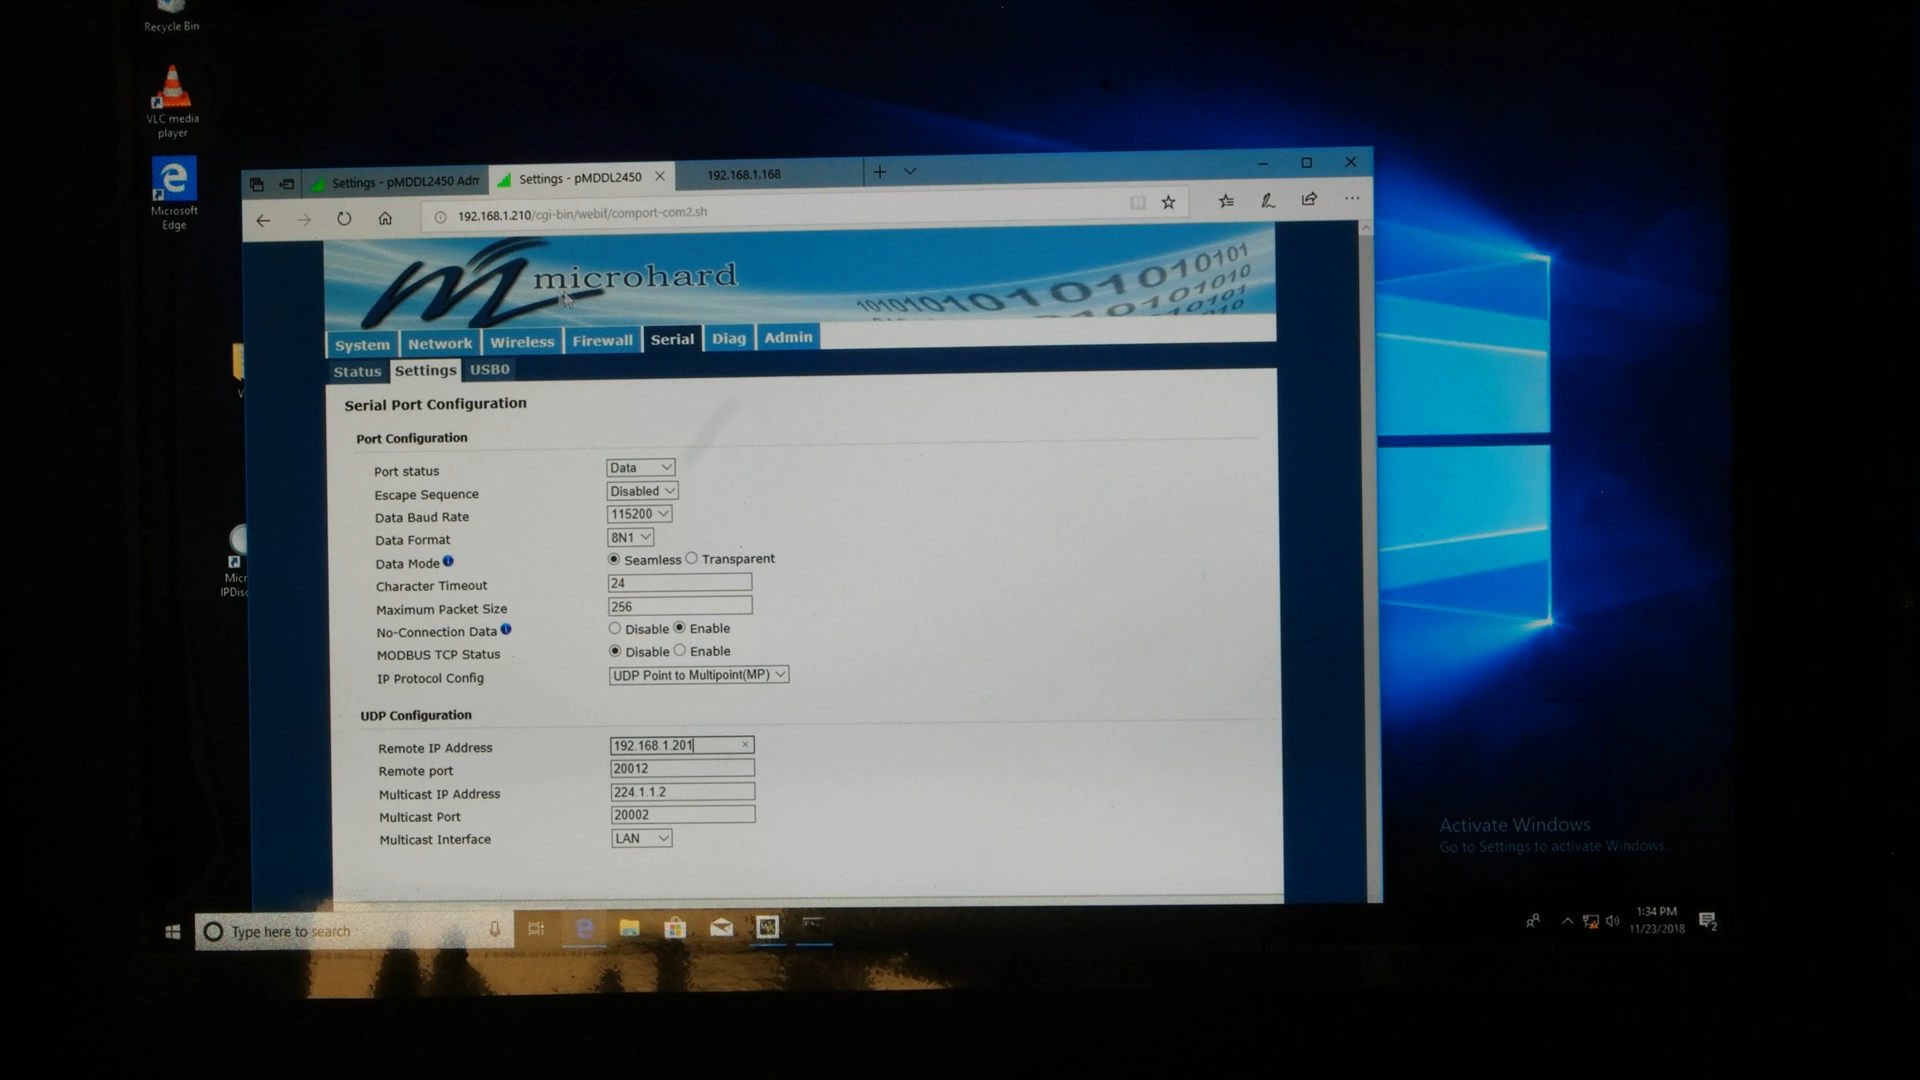 Recycle Bin
VLC media
player
Microsoft
Edge
Micr
IPDisc
Settings - pMDDL2450 Adm
Settings - pMDDL2450
192.168.1.168
192.168.1.210/cgi-bin/webif/comport-com2.sh
microhard
System Network Wireless Firewall Serial Diag Admin
Status Settings USB0
Serial Port Configuration
Port Configuration
Port status Data
Escape Sequence Disabled
Data Baud Rate 115200
Data Format 8N1
Data Mode Seamless Transparent
Character Timeout 24
Maximum Packet Size 256
No-Connection Data Disable Enable
MODBUS TCP Status Disable Enable
IP Protocol Config UDP Point to Multipoint(MP)
UDP Configuration
Remote IP Address 192.168.1.201
Remote port 20012
Multicast IP Address 224.1.1.2
Multicast Port 20002
Multicast Interface LAN
Activate Windows
Go to Settings to activate Windows.
Type here to search
1:34 PM
11/23/2018
2